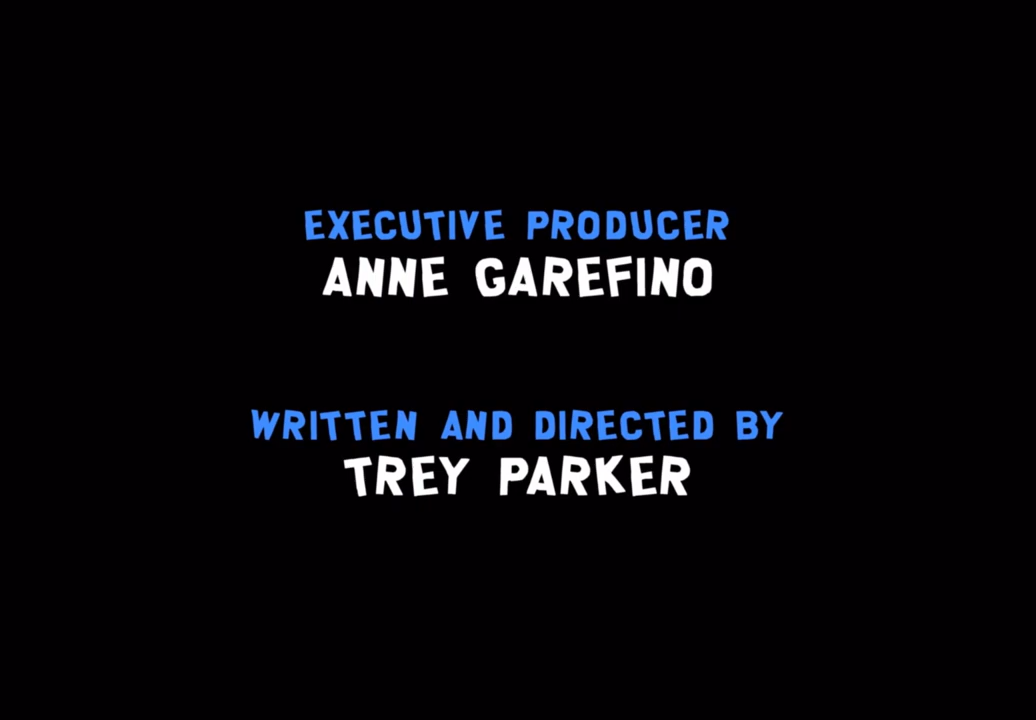 EXECUTIVE PRODUCER
ANNE GAREFINO
WRITTEN AND DIRECTED BY
TREY PARKER